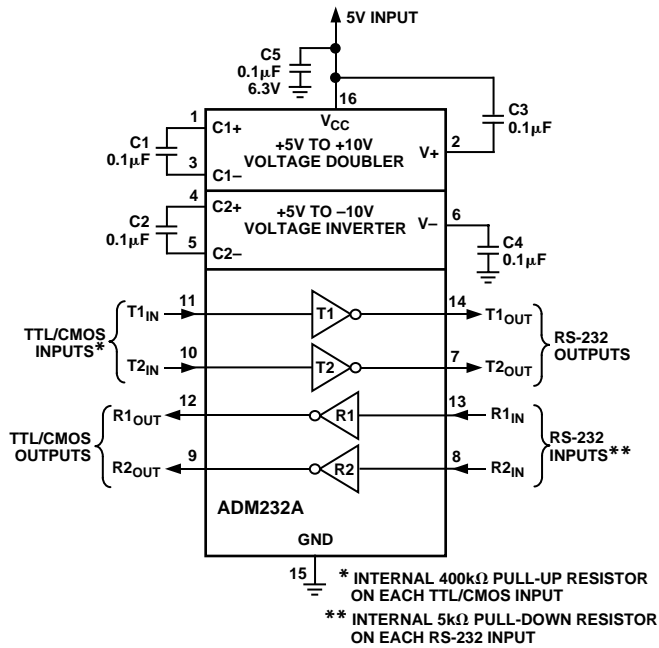 5V INPUT
C5
0.1µF
6.3V
16
C3
0.1µF
1
C1+
VCC
C1
0.1µF
+5V TO +10V
VOLTAGE DOUBLER
V+
2
3
C1–
4
C2+
+5V TO –10V
VOLTAGE INVERTER
V–
6
C2
0.1µF
5
C2–
C4
0.1µF
TTL/CMOS
INPUTS*
T1IN
11
T1
14
T1OUT
T2IN
10
T2
7
T2OUT
RS-232
OUTPUTS
TTL/CMOS
OUTPUTS
R1OUT
12
R1
13
R1IN
R2OUT
9
R2
8
R2IN
RS-232
INPUTS**
ADM232A
GND
15
* INTERNAL 400kΩ PULL-UP RESISTOR
ON EACH TTL/CMOS INPUT
** INTERNAL 5kΩ PULL-DOWN RESISTOR
ON EACH RS-232 INPUT